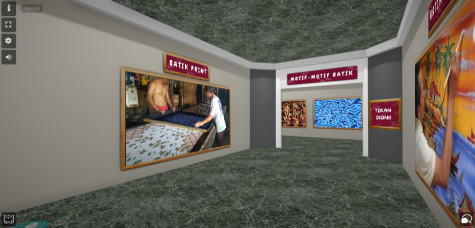 BATIK PRINT
MOTIF-MOTIF BATIK
TEKAN
DISINI